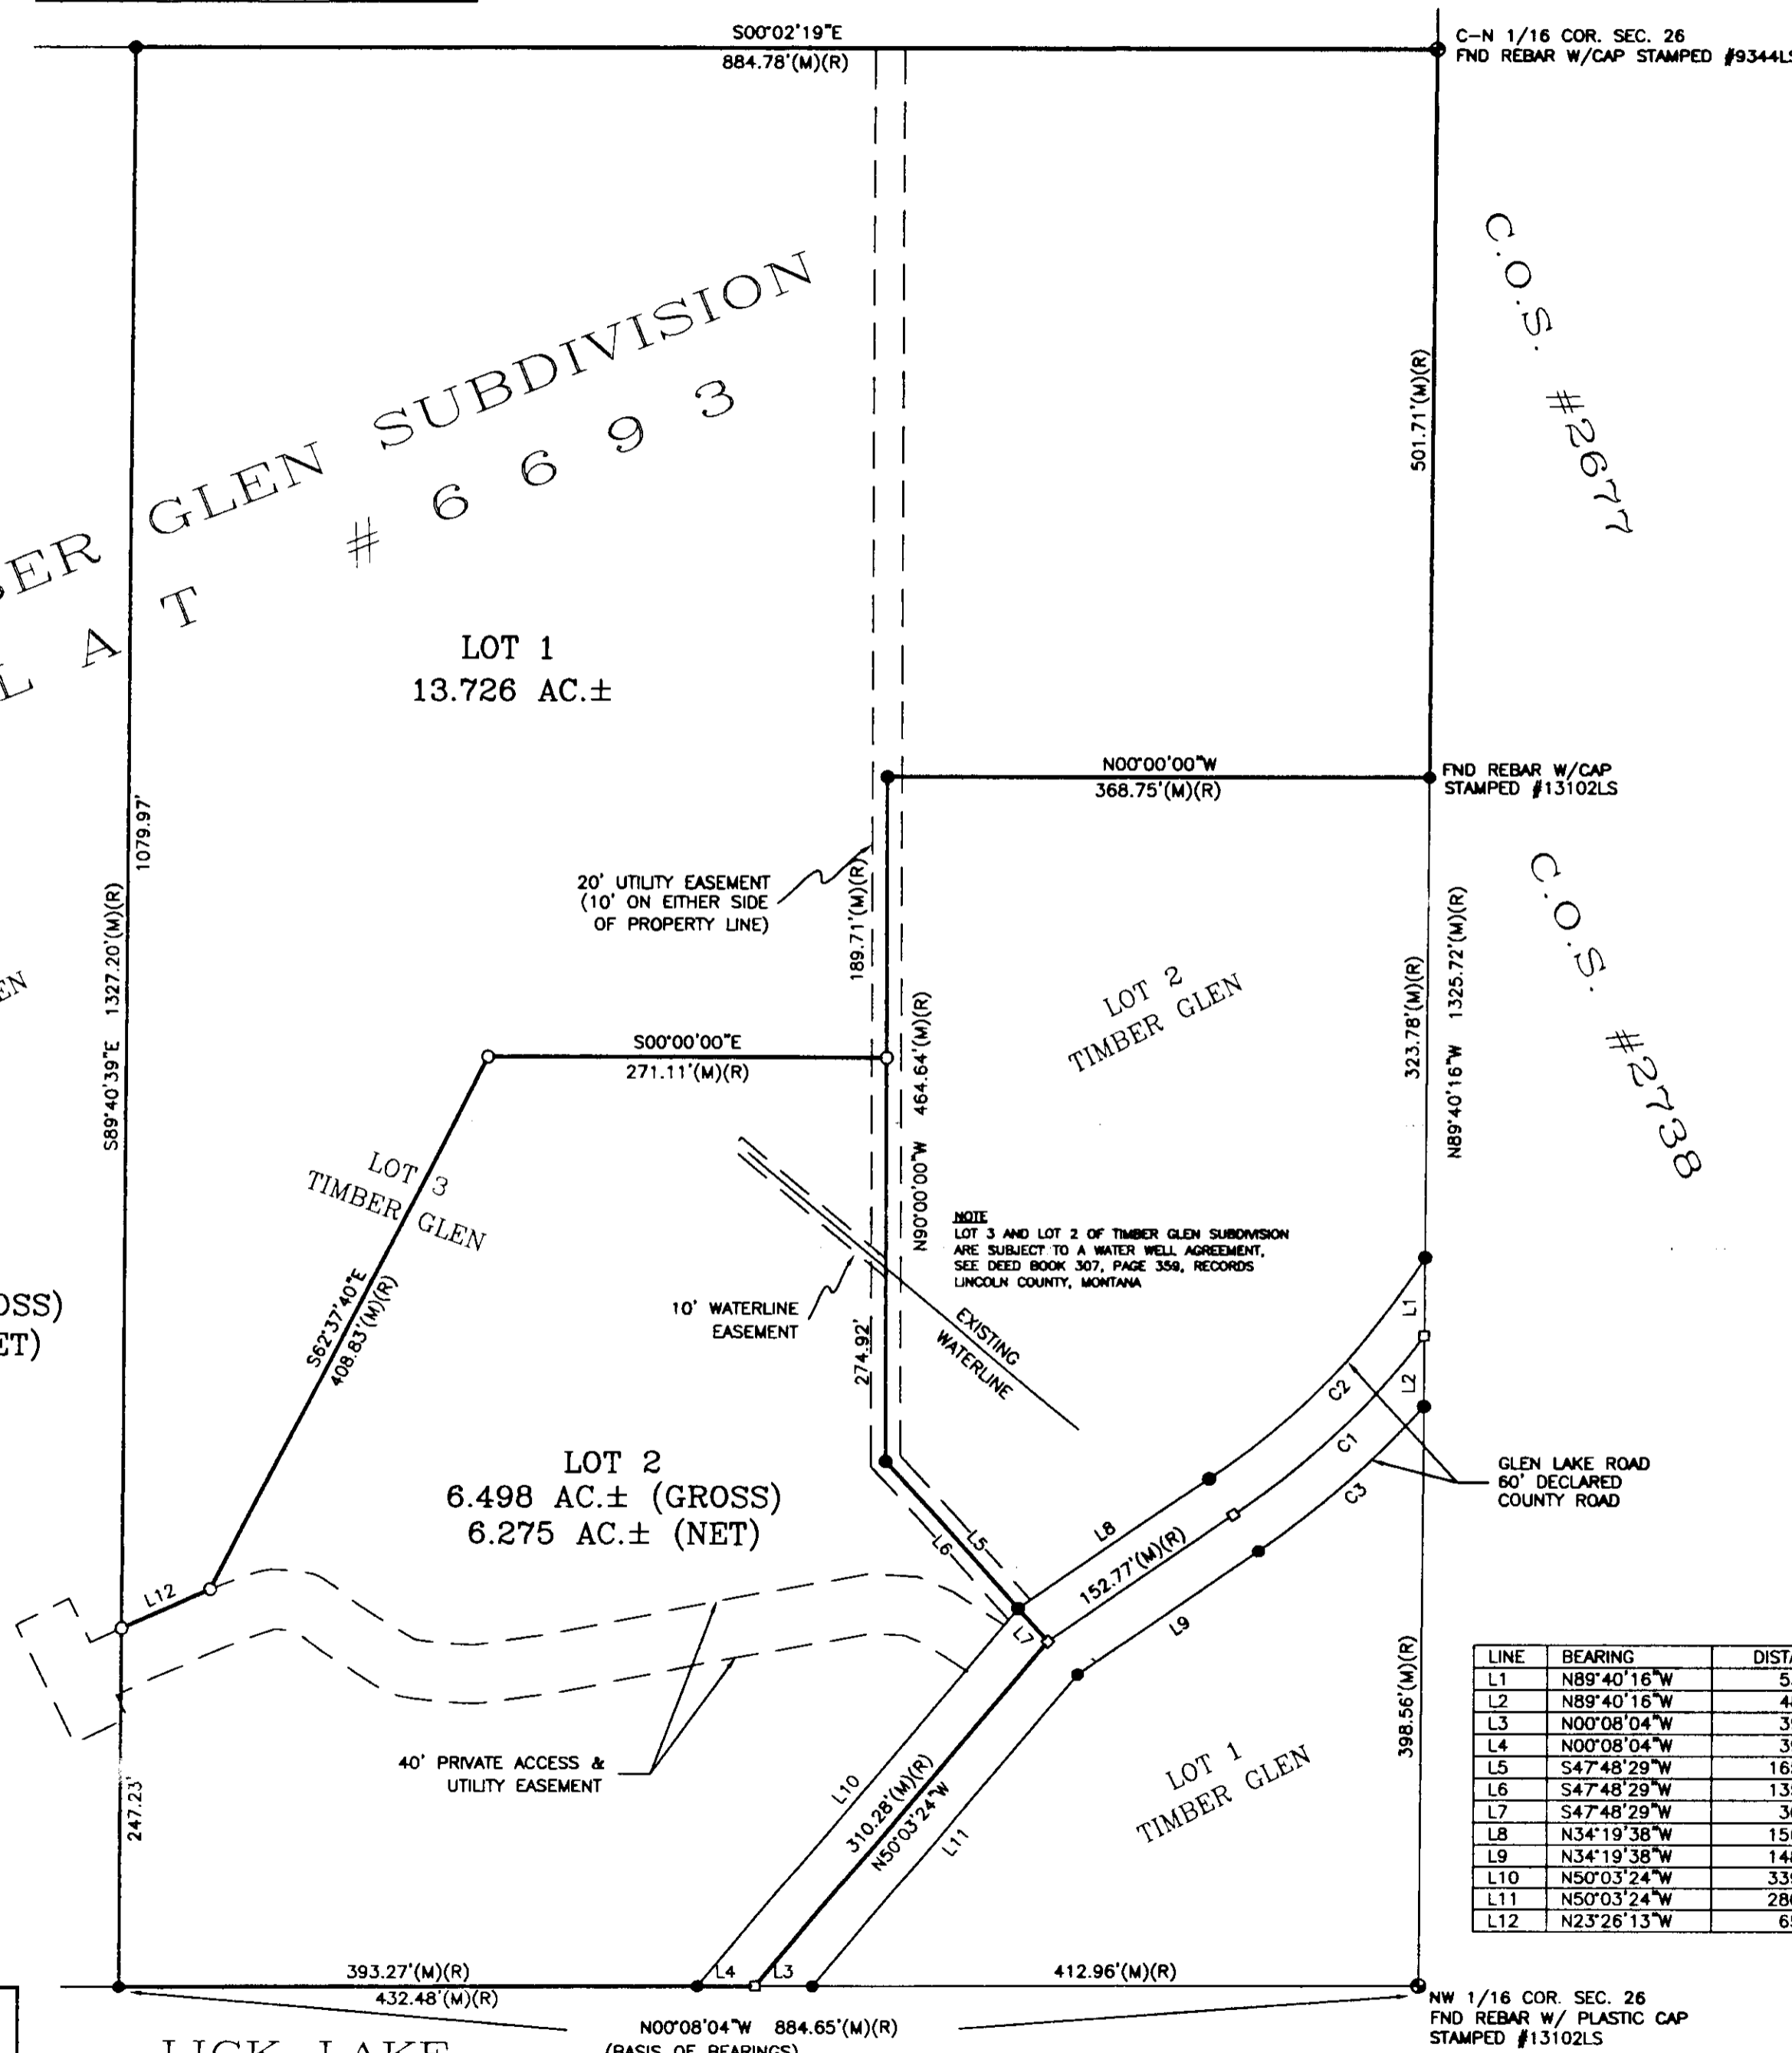 S00°02'19"E
884.78'(M)(R)
C-N 1/16 COR. SEC. 26
FND REBAR W/CAP STAMPED #9344LS
C.O.S. #2677
501.71'(M)(R)
GLEN SUBDIVISION
L A T # 6 6 9 3
LOT 1
13.726 AC.±
N00°00'00"W
368.75'(M)(R)
FND REBAR W/CAP
STAMPED #13102LS
1079.97'
S89°40'39"E 1327.20'(M)(R)
20' UTILITY EASEMENT
(10' ON EITHER SIDE
OF PROPERTY LINE)
189.71'(M)(R)
N90°00'00"W 464.64'(M)(R)
LOT 2
TIMBER GLEN
323.78'(M)(R)
N89°40'16"W 1325.72'(M)(R)
C.O.S. #2738
S00°00'00"E
271.11'(M)(R)
LOT 3
TIMBER GLEN
S62°37'40"E
408.83'(M)(R)
NOTE
LOT 3 AND LOT 2 OF TIMBER GLEN SUBDIVISION
ARE SUBJECT TO A WATER WELL AGREEMENT,
SEE DEED BOOK 307, PAGE 359, RECORDS
LINCOLN COUNTY, MONTANA
10' WATERLINE
EASEMENT
EXISTING
WATERLINE
274.92'
L1
L2
C2
C1
C3
GLEN LAKE ROAD
60' DECLARED
COUNTY ROAD
LOT 2
6.498 AC.± (GROSS)
6.275 AC.± (NET)
L5
L6
L8
152.77'(M)(R)
L7
L9
L12
40' PRIVATE ACCESS &
UTILITY EASEMENT
247.23'
L10
310.28'(M)(R)
N50°03'24"W
L11
LOT 1
TIMBER GLEN
398.56'(M)(R)
LINE BEARING
L1 N89°40'16"W
L2 N89°40'16"W
L3 N00°08'04"W
L4 N00°08'04"W
L5 S47°48'29"W
L6 S47°48'29"W
L7 S47°48'29"W
L8 N34°19'38"W
L9 N34°19'38"W
L10 N50°03'24"W
L11 N50°03'24"W
L12 N23°26'13"W
393.27'(M)(R)
432.48'(M)(R)
L4
L3
412.96'(M)(R)
N00°08'04"W 884.65'(M)(R)
(BASIS OF BEARINGS)
NW 1/16 COR. SEC. 26
FND REBAR W/ PLASTIC CAP
STAMPED #13102LS
LAKE